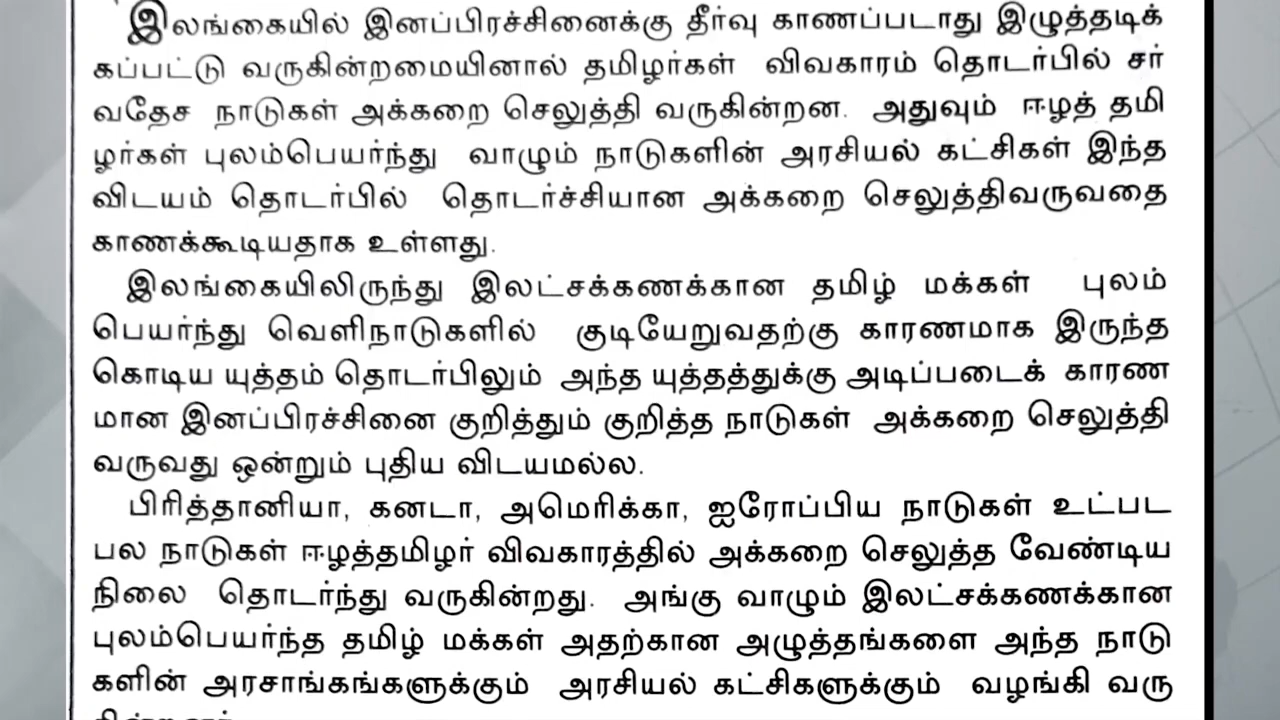 இலங்கையில் இனப்பிரச்சினைக்கு தீர்வு காணப்படாது இழுத்தடிக்
கப்பட்டு வருகின்றமையினால் தமிழர்கள் விவகாரம் தொடர்பில் சர்
வதேச நாடுகள் அக்கறை செலுத்தி வருகின்றன. அதுவும் ஈழத் தமி
ழர்கள் புலம்பெயர்ந்து வாழும் நாடுகளின் அரசியல் கட்சிகள் இந்த
விடயம் தொடர்பில் தொடர்ச்சியான அக்கறை செலுத்திவருவதை
காணக்கூடியதாக உள்ளது.
இலங்கையிலிருந்து இலட்சக்கணக்கான தமிழ் மக்கள் புலம்
பெயர்ந்து வெளிநாடுகளில் குடியேறுவதற்கு காரணமாக இருந்த
கொடிய யுத்தம் தொடர்பிலும் அந்த யுத்தத்துக்கு அடிப்படைக் காரண
மான இனப்பிரச்சினை குறித்தும் குறித்த நாடுகள் அக்கறை செலுத்தி
வருவது ஒன்றும் புதிய விடயமல்ல.
பிரித்தானியா, கனடா, அமெரிக்கா, ஐரோப்பிய நாடுகள் உட்பட
பல நாடுகள் ஈழத்தமிழர் விவகாரத்தில் அக்கறை செலுத்த வேண்டிய
நிலை தொடர்ந்து வருகின்றது. அங்கு வாழும் இலட்சக்கணக்கான
புலம்பெயர்ந்த தமிழ் மக்கள் அதற்கான அழுத்தங்களை அந்த நாடு
களின் அரசாங்கங்களுக்கும் அரசியல் கட்சிகளுக்கும் வழங்கி வரு